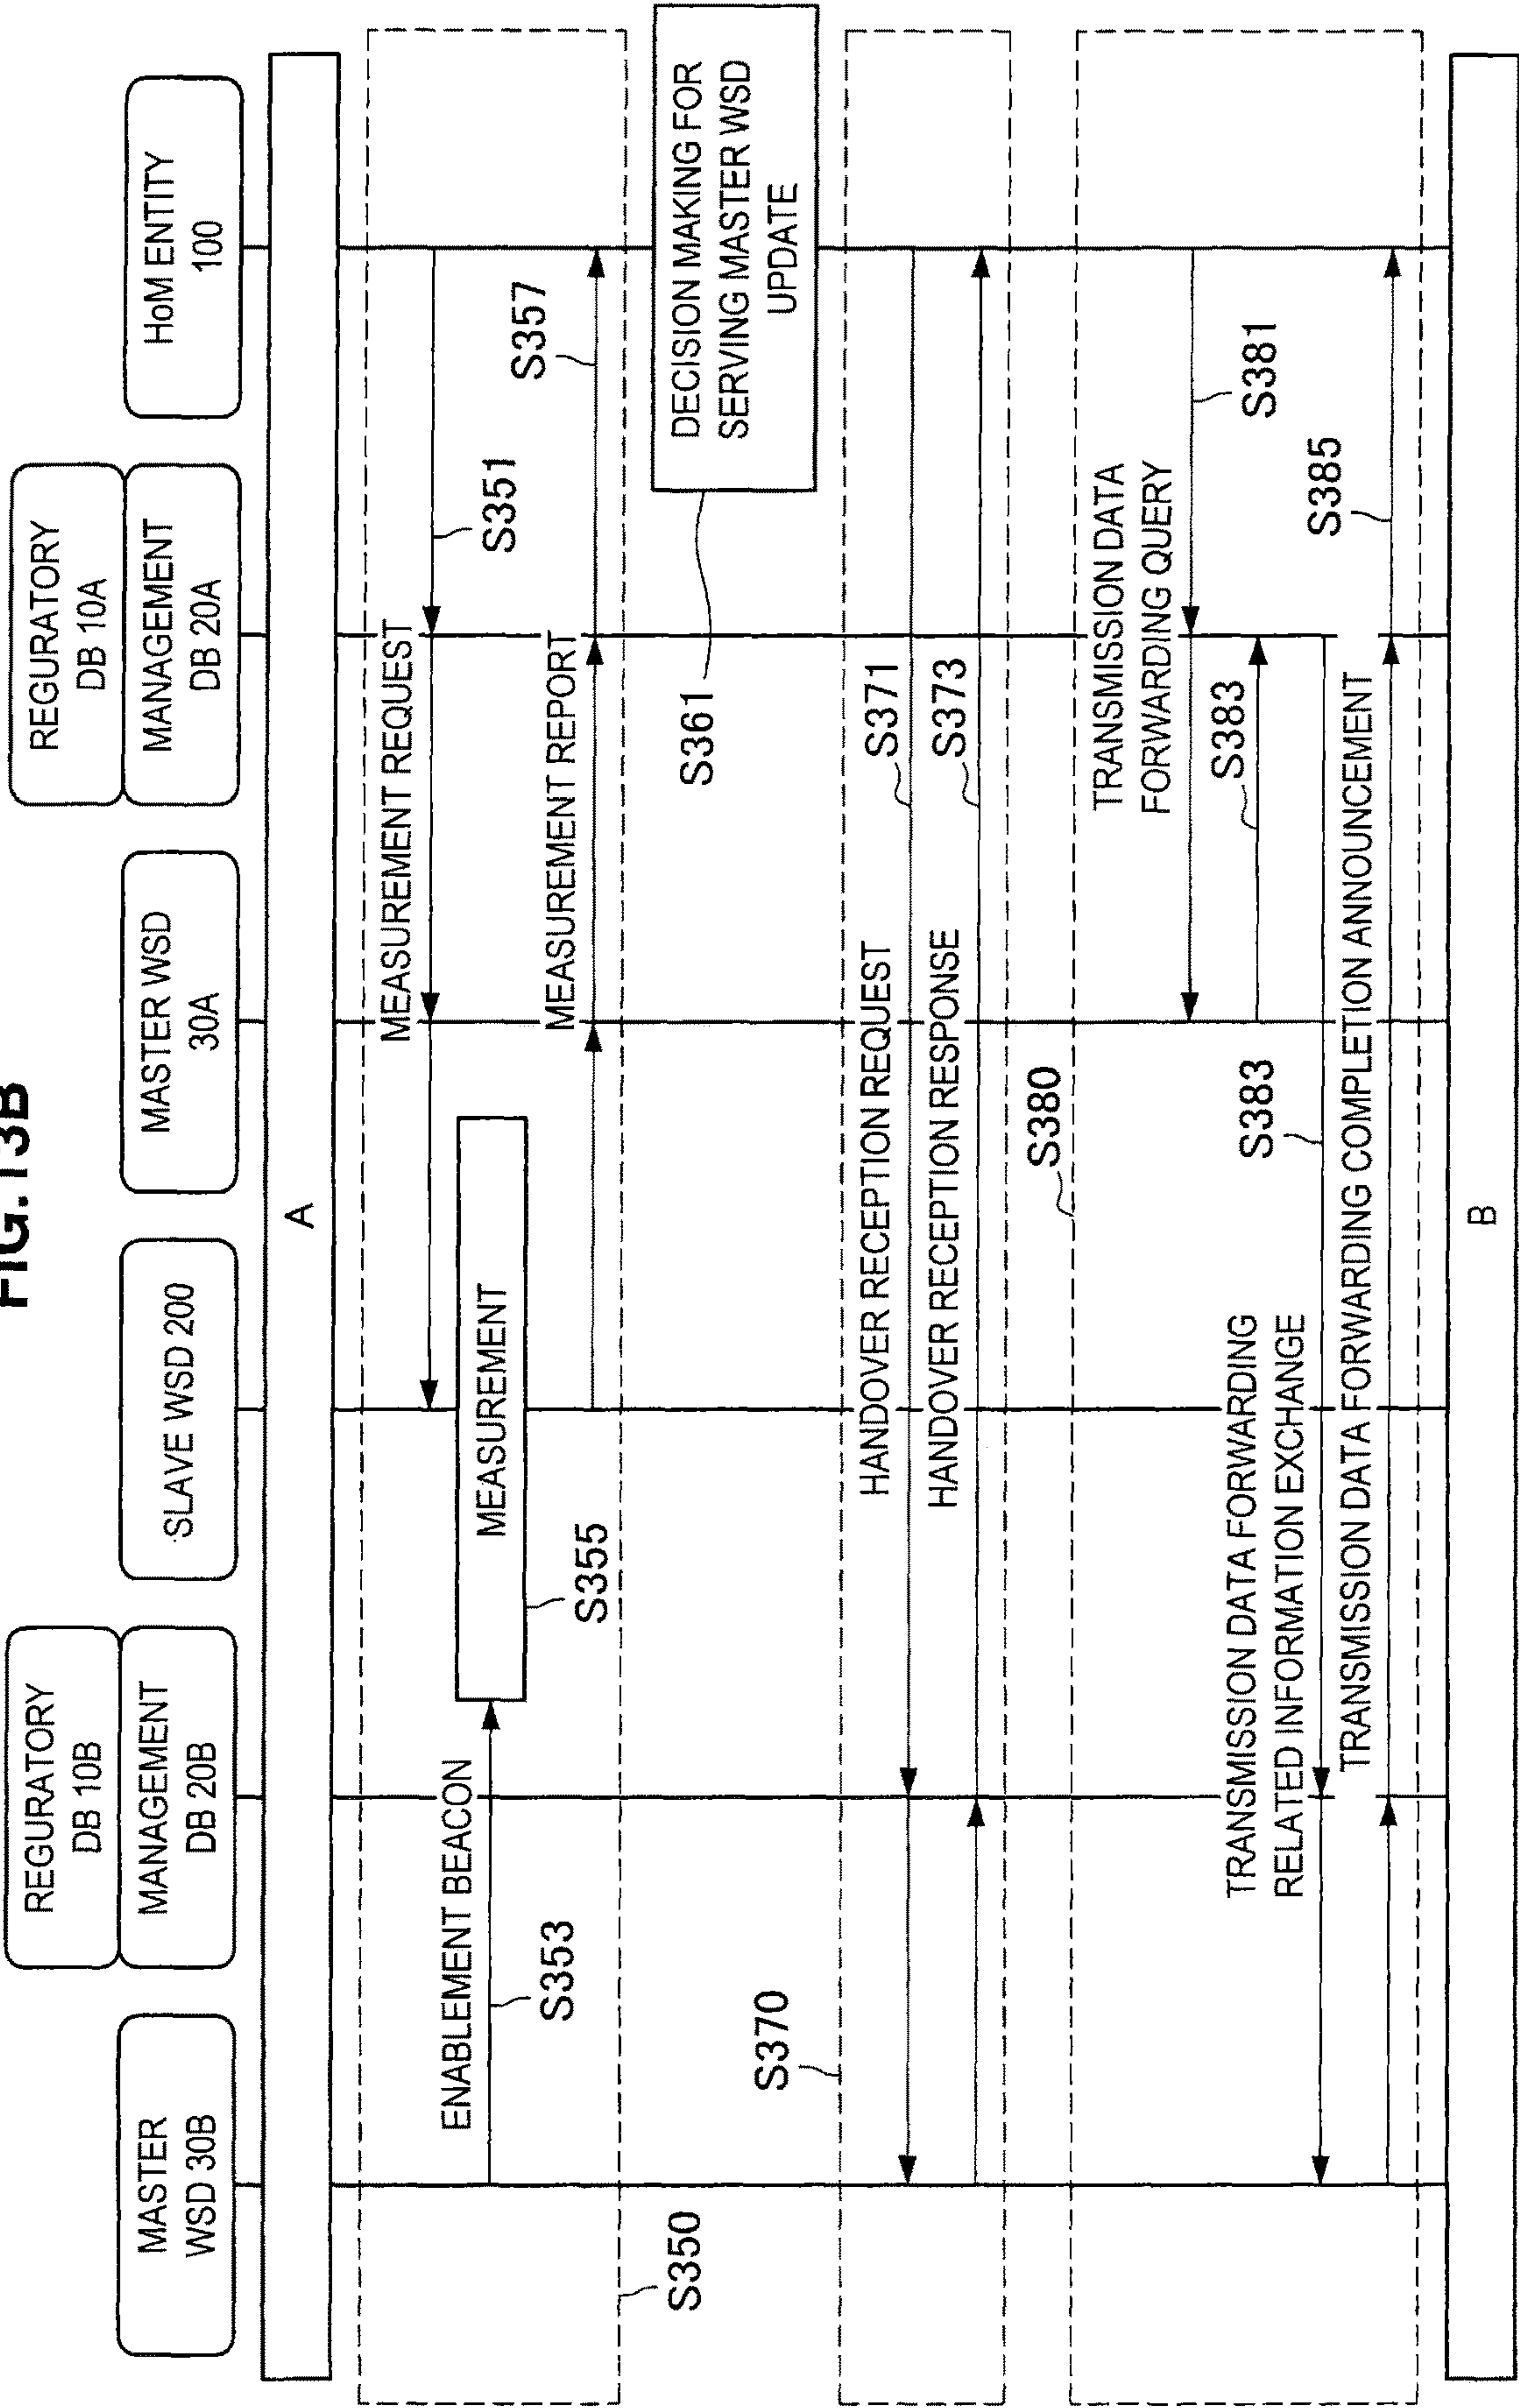 FIG.13B
MASTER
WSD 30B
REGURATORY
DB 10B
MANAGEMENT
DB 20B
SLAVE WSD 200
MASTER WSD
30A
REGURATORY
DB 10A
MANAGEMENT
DB 20A
HoM ENTITY
100
A
MEASUREMENT REQUEST
S351
ENABLEMENT BEACON
S353
MEASUREMENT
S355
MEASUREMENT REPORT
S357
S350
DECISION MAKING FOR
SERVING MASTER WSD
UPDATE
S361
S370
HANDOVER RECEPTION REQUEST
S371
HANDOVER RECEPTION RESPONSE
S373
S380
TRANSMISSION DATA
FORWARDING QUERY
S381
S383
TRANSMISSION DATA FORWARDING
RELATED INFORMATION EXCHANGE
S383
TRANSMISSION DATA FORWARDING COMPLETION ANNOUNCEMENT
S385
B